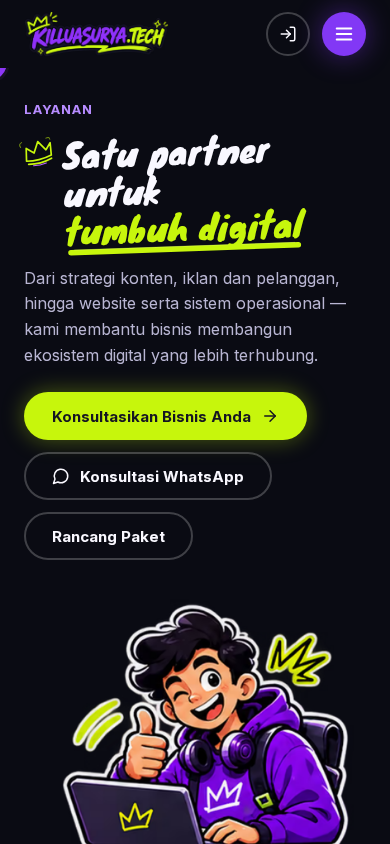 KILLUASURYA.TECH
LAYANAN
Satu partner
untuk
tumbuh digital
Dari strategi konten, iklan dan pelanggan,
hingga website serta sistem operasional —
kami membantu bisnis membangun
ekosistem digital yang lebih terhubung.
Konsultasikan Bisnis Anda
Konsultasi WhatsApp
Rancang Paket